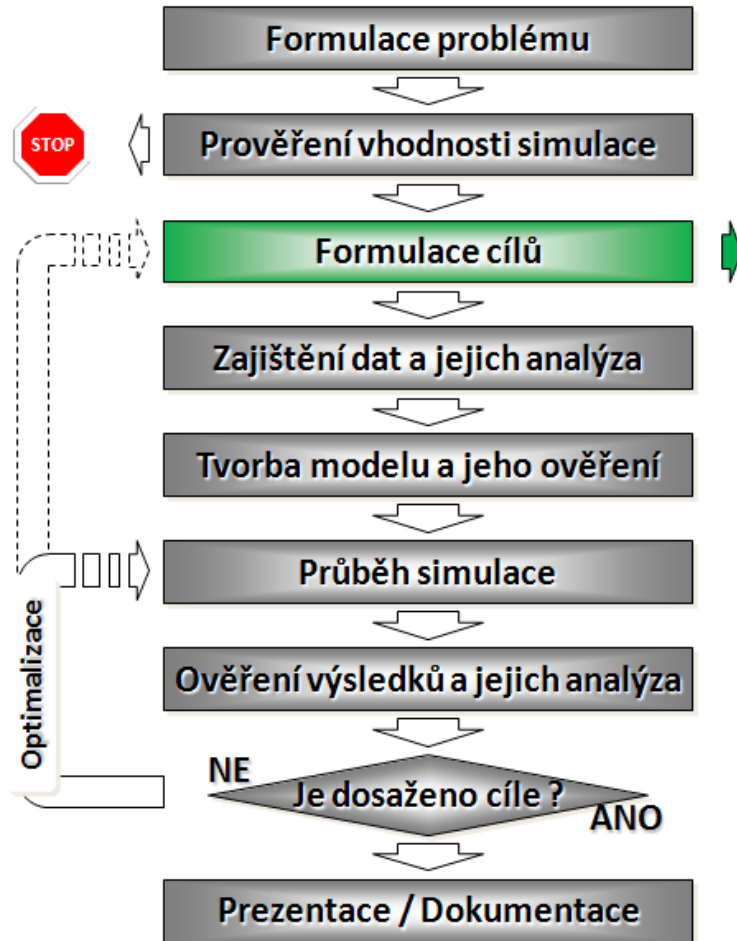 Formulace problému
STOP
Prověření vhodnosti simulace
Formulace cílů
Zajištění dat a jejich analýza
Tvorba modelu a jeho ověření
Průběh simulace
Optimalizace
Ověření výsledků a jejich analýza
NE
Je dosaženo cíle ?
ANO
Prezentace / Dokumentace